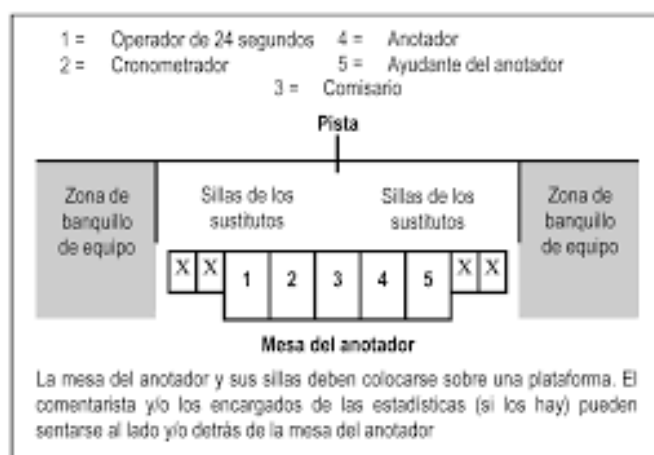 1 = Operador de 24 segundos 4 = Anotador
2 = Cronometrador 5 = Ayudante del anotador
3 = Comisario
Pista
Zona de banquillo de equipo
Sillas de los sustitutos
Sillas de los sustitutos
Zona de banquillo de equipo
X X 1 2 3 4 5 X X
Mesa del anotador
La mesa del anotador y sus sillas deben colocarse sobre una plataforma. El
comentarista y/o los encargados de las estadísticas (si los hay) pueden
sentarse al lado y/o detrás de la mesa del anotador